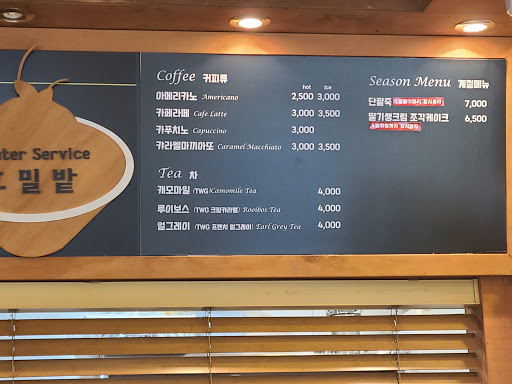 ter Service
밀밭
Coffee 커피류
hot Ice
아메리카노 Americano 2,500 3,000
카페라떼 Cafe Latte 3,000 3,500
카푸치노 Capuccino 3,000
카라멜마끼아또 Caramel Macchiato 3,000 3,500
Tea 차
캐모마일 (TWG)Kamomile Tea 4,000
루이보스 (TWG 크림카라멜) Rooibos Tea 4,000
얼그레이 (TWG 프렌치 얼그레이) Earl Grey Tea 4,000
Season Menu 계절메뉴
단팥죽 7,000
딸기생크림 조각케이크 6,500